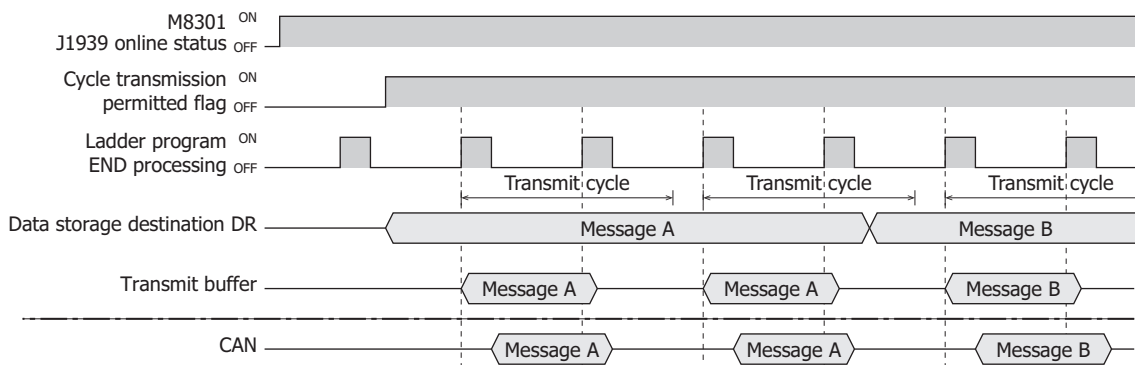 M8301 ON
J1939 online status OFF
Cycle transmission ON
permitted flag OFF
Ladder program ON
END processing OFF
Transmit cycle Transmit cycle Transmit cycle
Data storage destination DR Message A Message B
Transmit buffer Message A Message A Message B
CAN Message A Message A Message B